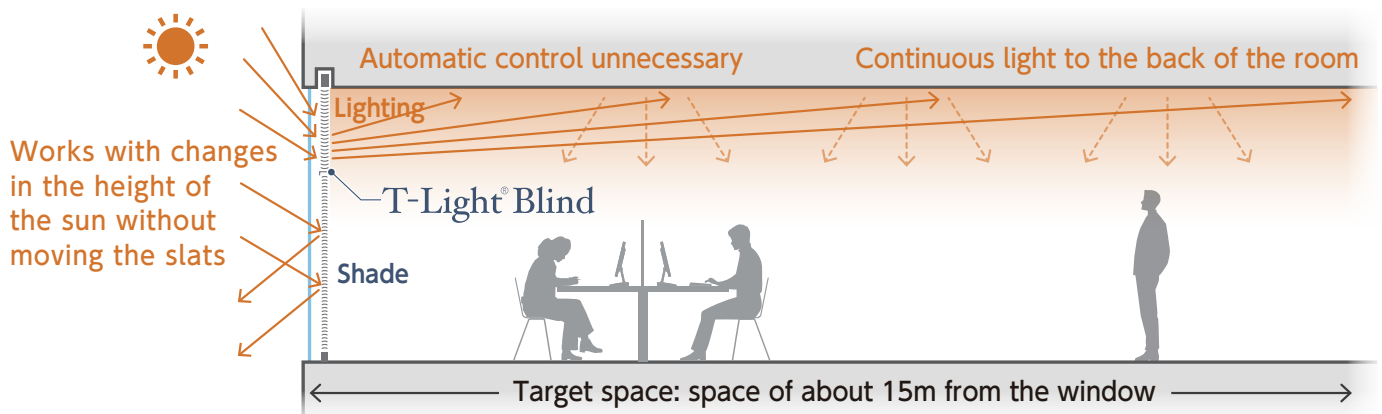 Automatic control unnecessary
Continuous light to the back of the room
Lighting
Works with changes
in the height of
the sun without
moving the slats
T-Light® Blind
Shade
Target space: space of about 15m from the window